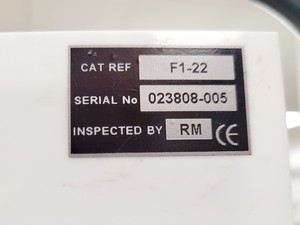 CAT REF F1-22
SERIAL No 023808-005
INSPECTED BY RM CE